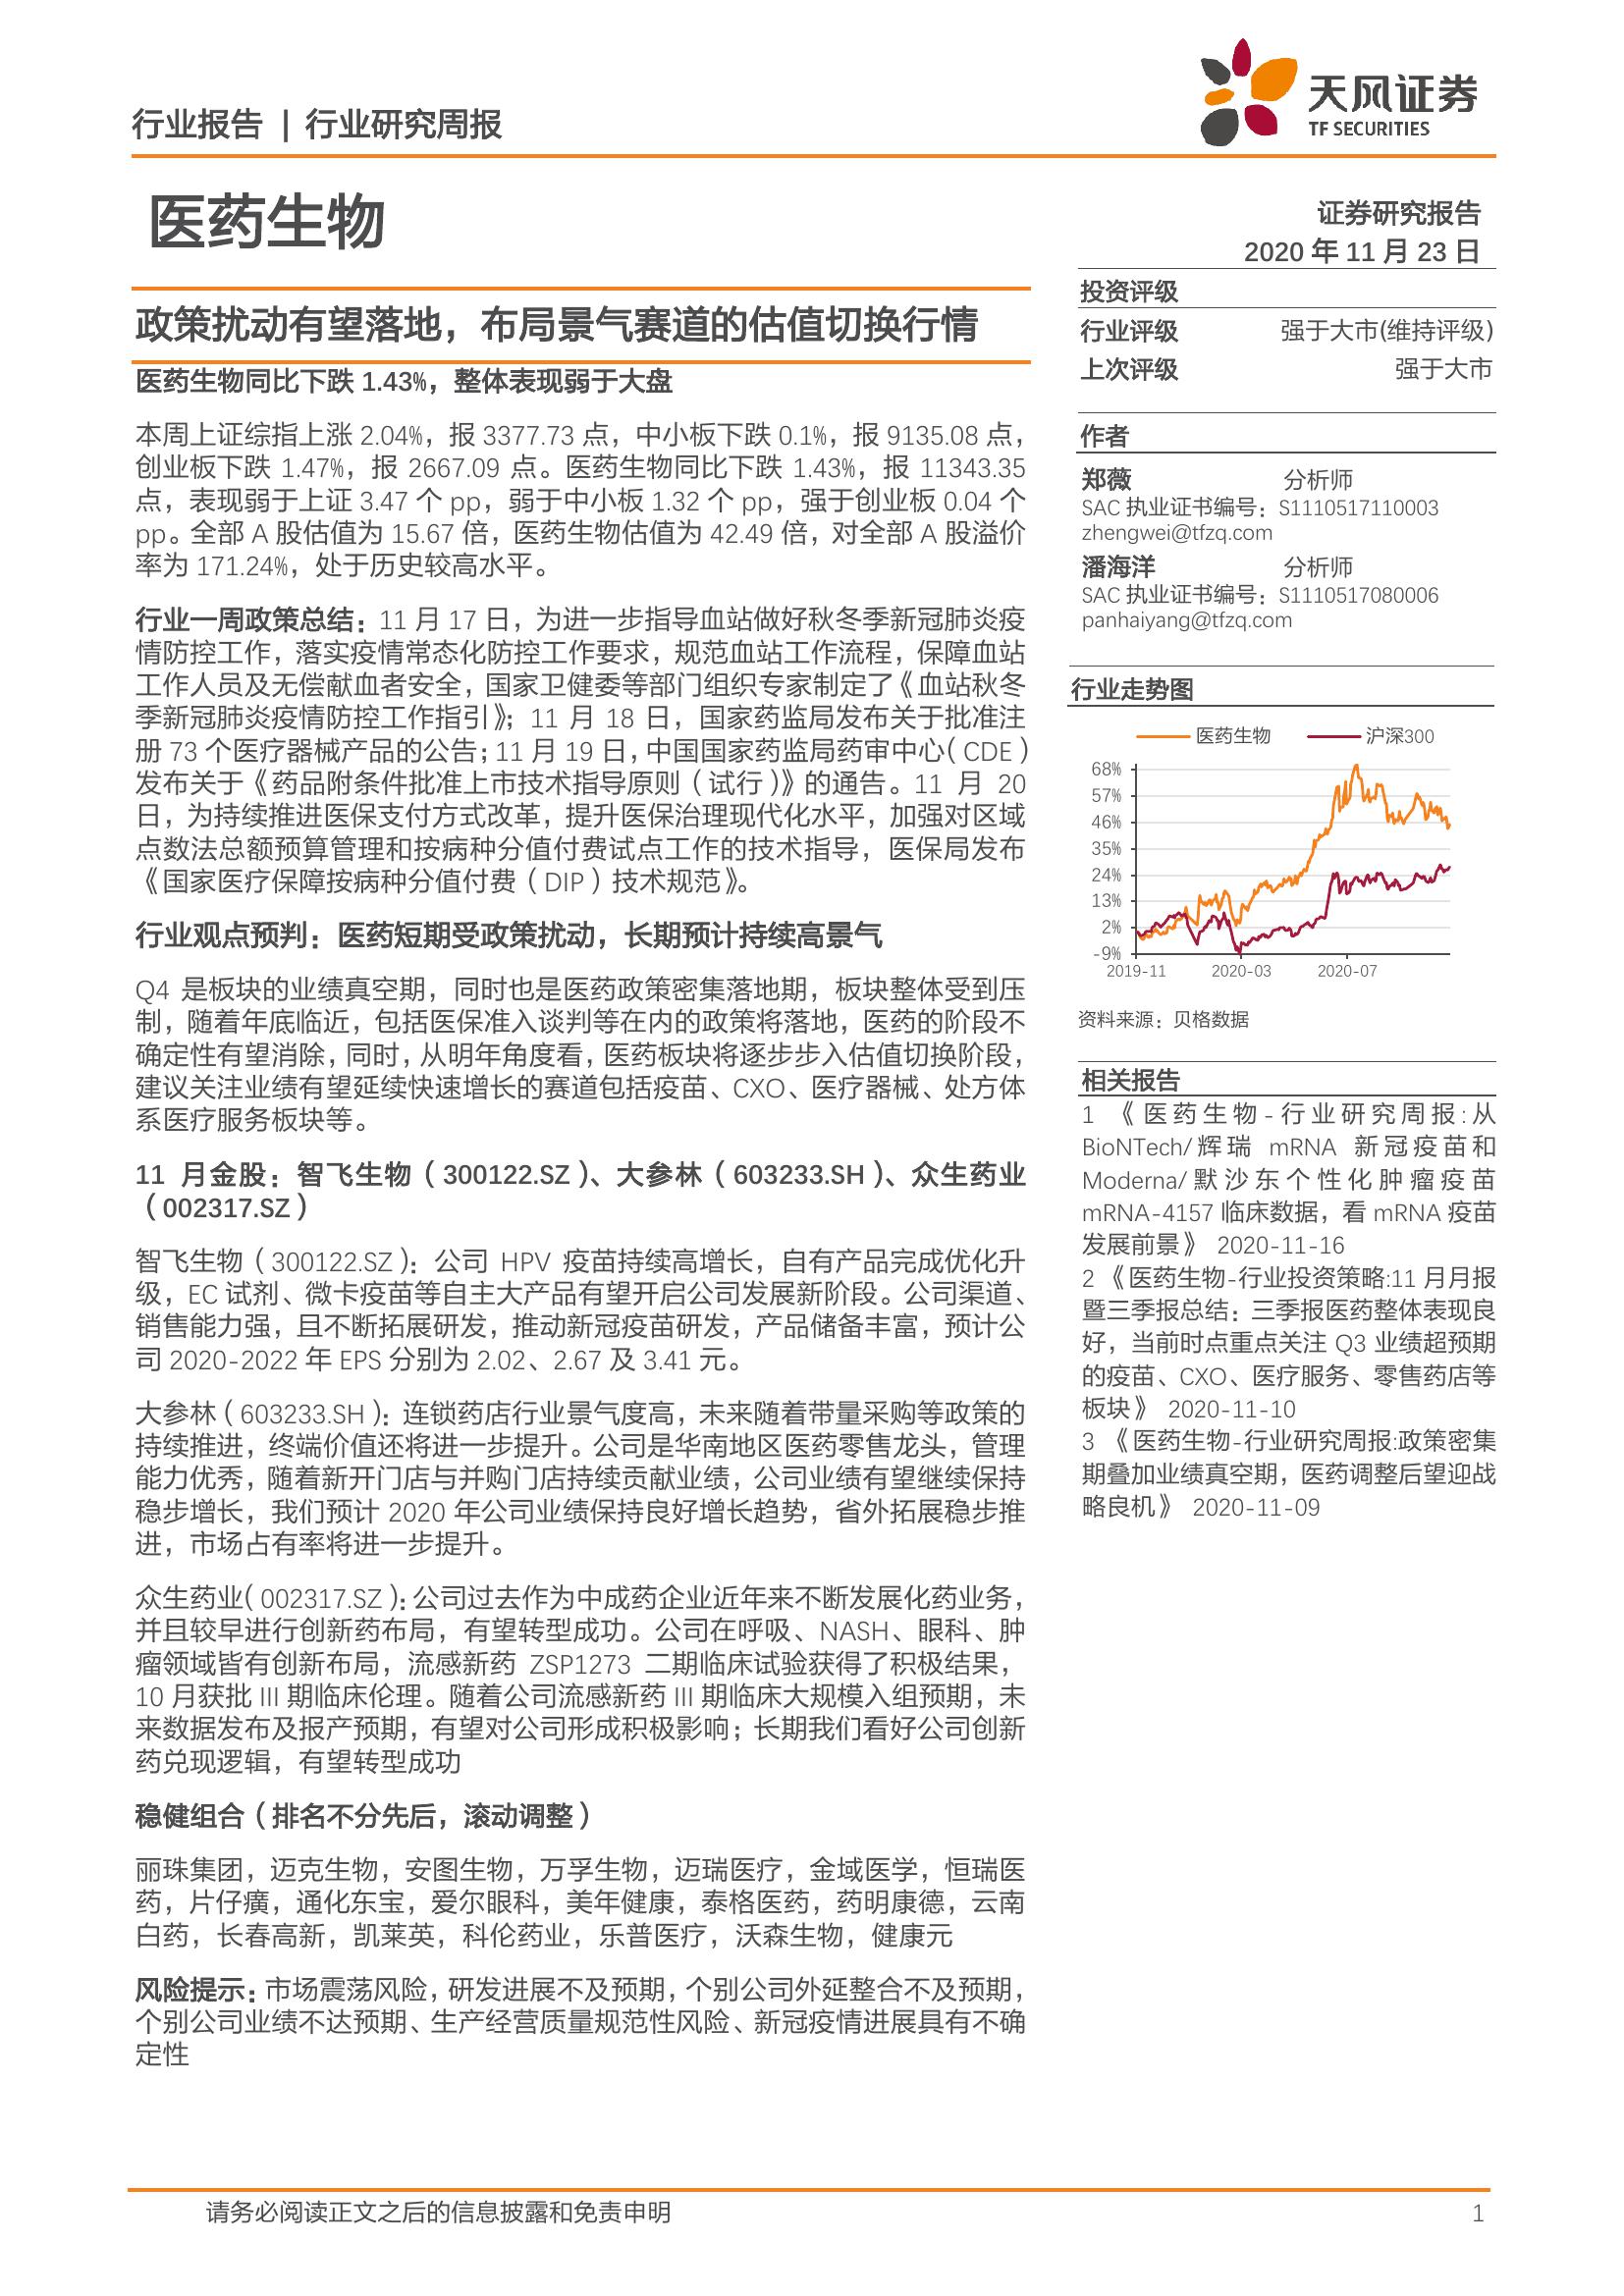 行业报告 | 行业研究周报
天风证券
TF SECURITIES
医药生物
证券研究报告
2020 年 11 月 23 日
政策扰动有望落地，布局景气赛道的估值切换行情
医药生物同比下跌 1.43%，整体表现弱于大盘
本周上证综指上涨 2.04%，报 3377.73 点，中小板下跌 0.1%，报 9135.08 点，
创业板下跌 1.47%，报 2667.09 点。医药生物同比下跌 1.43%，报 11343.35
点，表现弱于上证 3.47 个 pp，弱于中小板 1.32 个 pp，强于创业板 0.04 个
pp。全部 A 股估值为 15.67 倍，医药生物估值为 42.49 倍，对全部 A 股溢价
率为 171.24%，处于历史较高水平。
行业一周政策总结：11 月 17 日，为进一步指导血站做好秋冬季新冠肺炎疫
情防控工作，落实疫情常态化防控工作要求，规范血站工作流程，保障血站
工作人员及无偿献血者安全，国家卫健委等部门组织专家制定了《血站秋冬
季新冠肺炎疫情防控工作指引》；11 月 18 日，国家药监局发布关于批准注
册 73 个医疗器械产品的公告；11 月 19 日，中国国家药监局药审中心（CDE）
发布关于《药品附条件批准上市技术指导原则（试行）》的通告。11 月 20
日，为持续推进医保支付方式改革，提升医保治理现代化水平，加强对区域
点数法总额预算管理和按病种分值付费试点工作的技术指导，医保局发布
《国家医疗保障按病种分值付费（DIP）技术规范》。
行业观点预判：医药短期受政策扰动，长期预计持续高景气
Q4 是板块的业绩真空期，同时也是医药政策密集落地期，板块整体受到压
制，随着年底临近，包括医保准入谈判等在内的政策将落地，医药的阶段不
确定性有望消除，同时，从明年角度看，医药板块将逐步步入估值切换阶段，
建议关注业绩有望延续快速增长的赛道包括疫苗、CXO、医疗器械、处方体
系医疗服务板块等。
11 月金股：智飞生物（300122.SZ）、大参林（603233.SH）、众生药业
（002317.SZ）
智飞生物（300122.SZ）：公司 HPV 疫苗持续高增长，自有产品完成优化升
级，EC 试剂、微卡疫苗等自主大产品有望开启公司发展新阶段。公司渠道、
销售能力强，且不断拓展研发，推动新冠疫苗研发，产品储备丰富，预计公
司 2020-2022 年 EPS 分别为 2.02、2.67 及 3.41 元。
大参林（603233.SH）：连锁药店行业景气度高，未来随着带量采购等政策的
持续推进，终端价值还将进一步提升。公司是华南地区医药零售龙头，管理
能力优秀，随着新开门店与并购门店持续贡献业绩，公司业绩有望继续保持
稳步增长，我们预计 2020 年公司业绩保持良好增长趋势，省外拓展稳步推
进，市场占有率将进一步提升。
众生药业（002317.SZ）：公司过去作为中成药企业近年来不断发展化药业务，
并且较早进行创新药布局，有望转型成功。公司在呼吸、NASH、眼科、肿
瘤领域皆有创新布局，流感新药 ZSP1273 二期临床试验获得了积极结果，
10 月获批 III 期临床伦理。随着公司流感新药 III 期临床大规模入组预期，未
来数据发布及报产预期，有望对公司形成积极影响；长期我们看好公司创新
药兑现逻辑，有望转型成功
稳健组合（排名不分先后，滚动调整）
丽珠集团，迈克生物，安图生物，万孚生物，迈瑞医疗，金域医学，恒瑞医
药，片仔癀，通化东宝，爱尔眼科，美年健康，泰格医药，药明康德，云南
白药，长春高新，凯莱英，科伦药业，乐普医疗，沃森生物，健康元
风险提示：市场震荡风险，研发进展不及预期，个别公司外延整合不及预期，
个别公司业绩不达预期、生产经营质量规范性风险、新冠疫情进展具有不确
定性
投资评级
行业评级 强于大市(维持评级)
上次评级 强于大市
作者
郑薇 分析师
SAC 执业证书编号：S1110517110003
zhengwei@tfzq.com
潘海洋 分析师
SAC 执业证书编号：S1110517080006
panhaiyang@tfzq.com
行业走势图
医药生物 沪深300
68%
57%
46%
35%
24%
13%
2%
-9%
2019-11 2020-03 2020-07
资料来源：贝格数据
相关报告
1 《医药生物-行业研究周报:从
BioNTech/辉瑞 mRNA 新冠疫苗和
Moderna/默沙东个性化肿瘤疫苗
mRNA-4157 临床数据，看 mRNA 疫苗
发展前景》 2020-11-16
2 《医药生物-行业投资策略:11 月月报
暨三季报总结：三季报医药整体表现良
好，当前时点重点关注 Q3 业绩超预期
的疫苗、CXO、医疗服务、零售药店等
板块》 2020-11-10
3 《医药生物-行业研究周报:政策密集
期叠加业绩真空期，医药调整后望迎战
略良机》 2020-11-09
请务必阅读正文之后的信息披露和免责申明 1